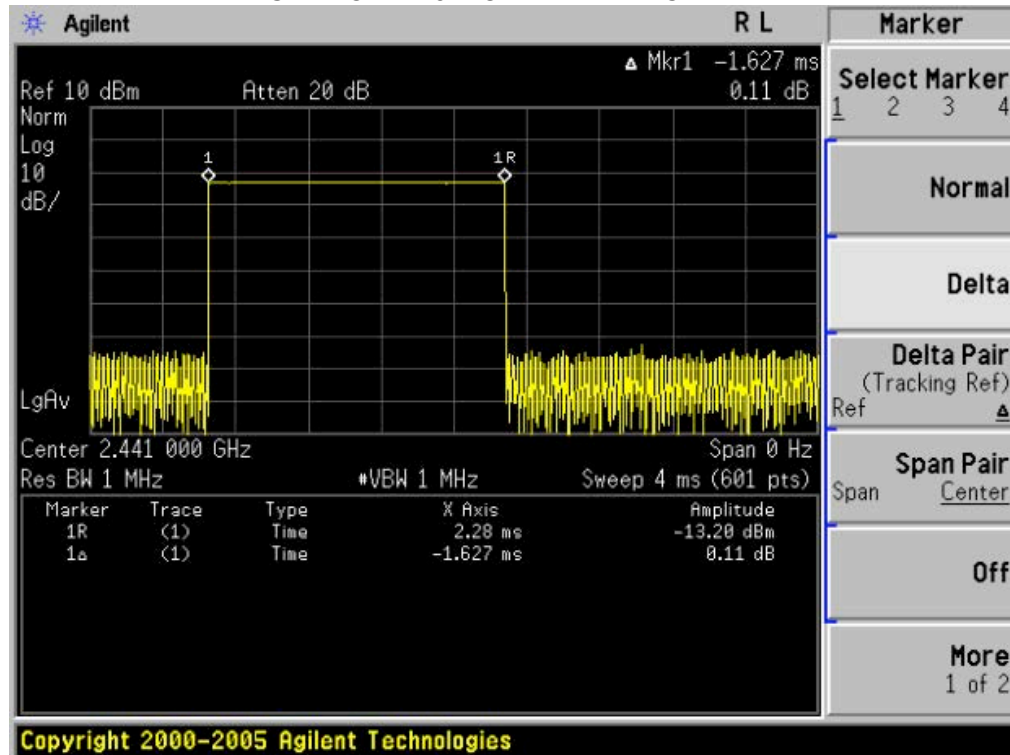 Agilent R L
Δ Mkr1 -1.627 ms
Ref 10 dBm Atten 20 dB 0.11 dB
Norm
Log
10
dB/
1 1R
LgAv
Center 2.441 000 GHz Span 0 Hz
Res BW 1 MHz #VBW 1 MHz Sweep 4 ms (601 pts)
Marker Trace Type X Axis Amplitude
1R (1) Time 2.28 ms -13.20 dBm
1Δ (1) Time -1.627 ms 0.11 dB
Marker
Select Marker
1 2 3 4
Normal
Delta
Delta Pair
(Tracking Ref)
Ref Δ
Span Pair
Span Center
Off
More
1 of 2
Copyright 2000-2005 Agilent Technologies